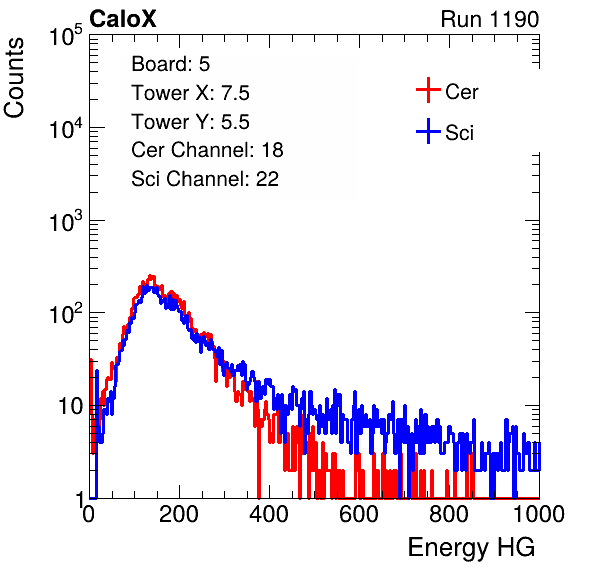 CaloX Run 1190
Counts
10^5
10^4
10^3
10^2
10
1
Board: 5
Tower X: 7.5
Tower Y: 5.5
Cer Channel: 18
Sci Channel: 22
Cer
Sci
0 200 400 600 800 1000
Energy HG